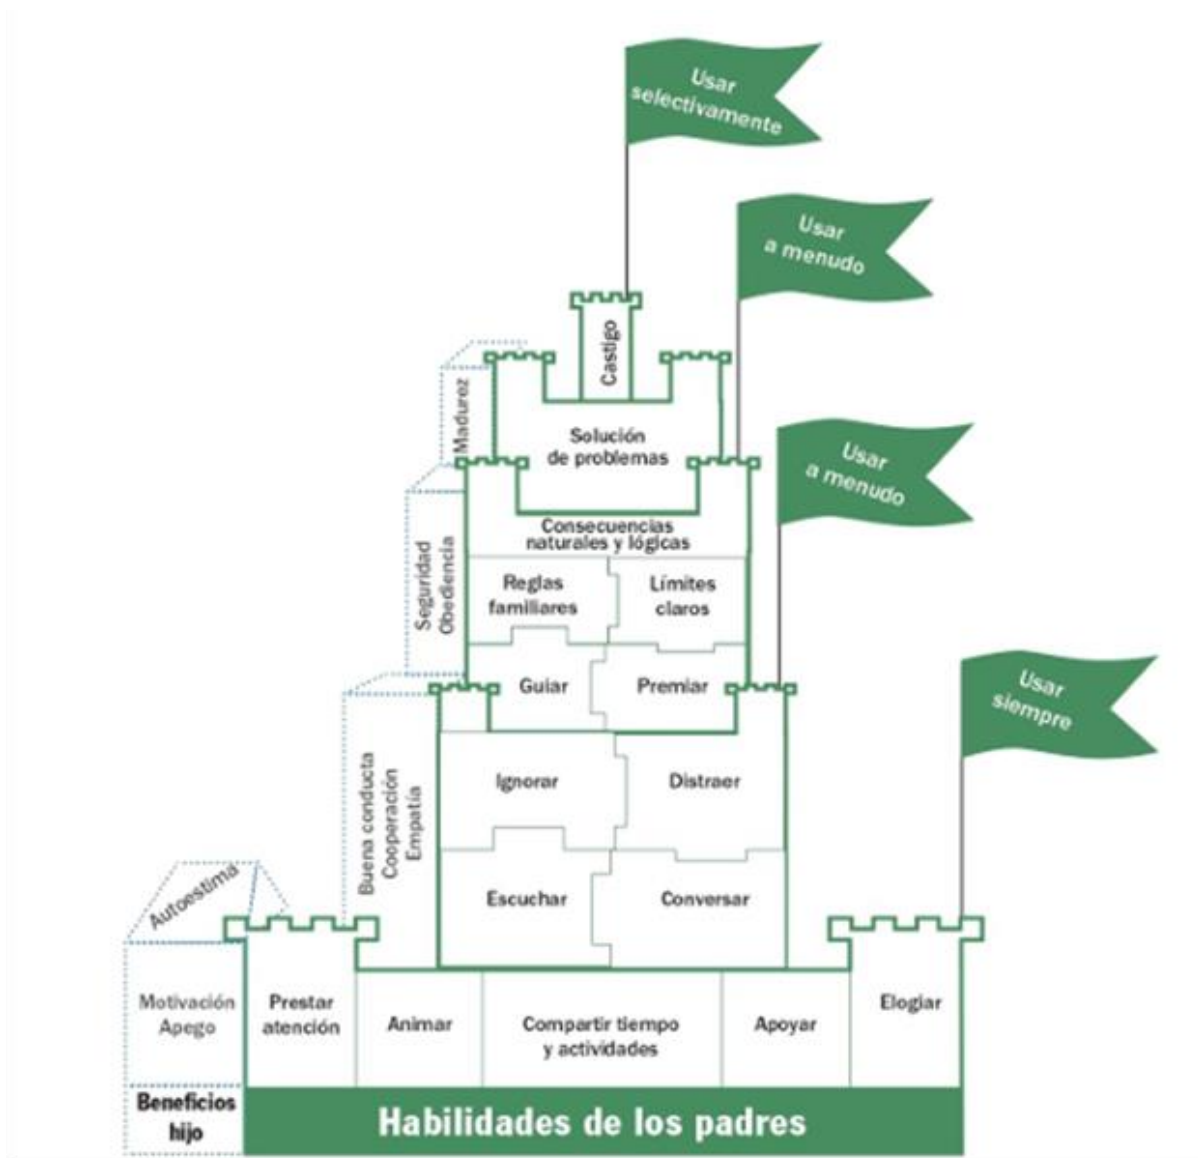 Usar
selectivamente
Usar
a menudo
Castigo
Madurez
Solución
de problemas
Usar
a menudo
Seguridad
Obediencia
Consecuencias
naturales y lógicas
Reglas
familiares
Límites
claros
Guiar
Premiar
Usar
siempre
Buena conducta
Cooperación
Empatía
Ignorar
Distraer
Escuchar
Conversar
Autoestima
Motivación
Apego
Prestar
atención
Animar
Compartir tiempo
y actividades
Apoyar
Elogiar
Beneficios
hijo
Habilidades de los padres